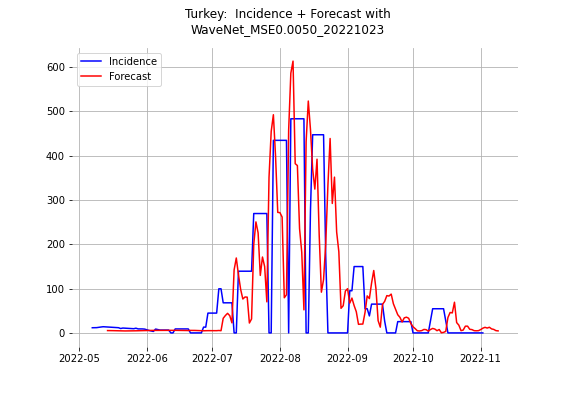 Turkey:  Incidence + Forecast with
WaveNet_MSE0.0050_20221023
Incidence
Forecast
600
500
400
300
200
100
0
2022-05 2022-06 2022-07 2022-08 2022-09 2022-10 2022-11